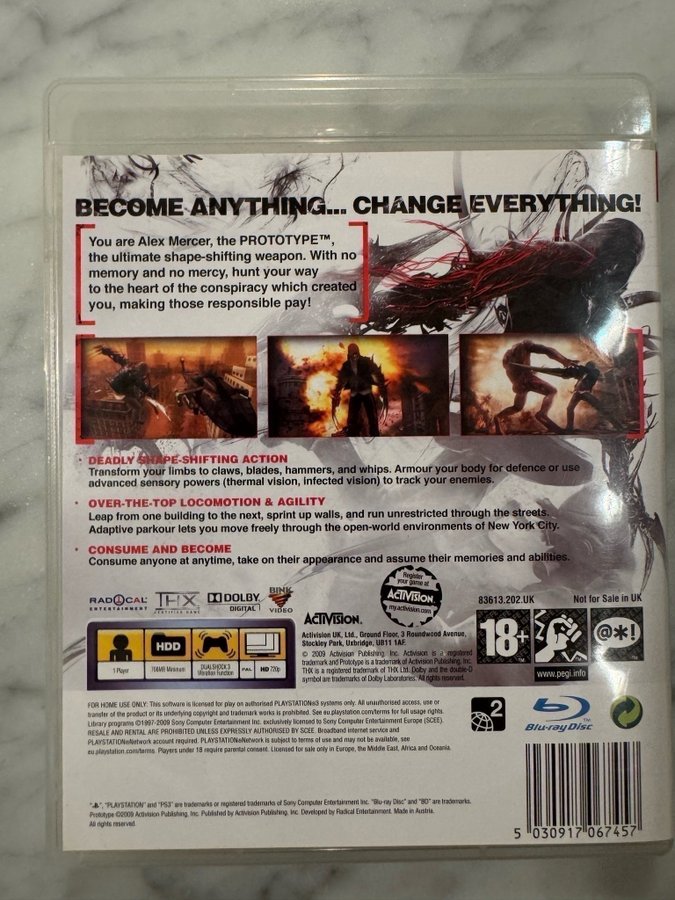 BECOME ANYTHING... CHANGE EVERYTHING!
You are Alex Mercer, the PROTOTYPE™,
the ultimate shape-shifting weapon. With no
memory and no mercy, hunt your way
to the heart of the conspiracy which created
you, making those responsible pay!
• DEADLY SHAPE-SHIFTING ACTION
Transform your limbs to claws, blades, hammers, and whips. Armour your body for defence or use
advanced sensory powers (thermal vision, infected vision) to track your enemies.
• OVER-THE-TOP LOCOMOTION & AGILITY
Leap from one building to the next, sprint up walls, and run unrestricted through the streets.
Adaptive parkour lets you move freely through the open-world environments of New York City.
• CONSUME AND BECOME
Consume anyone at anytime, take on their appearance and assume their memories and abilities.
RADICAL
ENTERTAINMENT
THX
CERTIFIED GAME
DOLBY
DIGITAL
BINK
VIDEO
Register
your game at
ACTIVISION
my.activision.com
83613.202.UK
Not for Sale in UK
HDD
1 Player
700MB Minimum
DUALSHOCK 3
Vibration Function
PAL
HD 720p
ACTIVISION.
Activision UK, Ltd., Ground Floor, 3 Roundwood Avenue,
Stockley Park, Uxbridge, UB11 1AF.
© 2009 Activision Publishing, Inc. Activision is a registered
trademark and Prototype is a trademark of Activision Publishing, Inc.
THX is a registered trademark of THX Ltd. Dolby and the double-D
symbol are trademarks of Dolby Laboratories. All rights reserved.
18+
@*!
www.pegi.info
FOR HOME USE ONLY: This software is licensed for play on authorised PLAYSTATION®3 systems only. All unauthorised access, use or
transfer of the product or its underlying copyright and trademark works is prohibited. See eu.playstation.com/terms for full usage rights.
Library programs ©1997-2009 Sony Computer Entertainment Inc. exclusively licensed to Sony Computer Entertainment Europe (SCEE).
RESALE AND RENTAL ARE PROHIBITED UNLESS EXPRESSLY AUTHORISED BY SCEE. Broadband internet service and
PLAYSTATION®Network account required. PLAYSTATION®Network is subject to terms of use and may not be available, see
eu.playstation.com/terms. Players under 18 require parental consent. Licensed for sale only in Europe, the Middle East, Africa and Oceania.
2
Blu-ray Disc™
", "PLAYSTATION" and "PS3" are trademarks or registered trademarks of Sony Computer Entertainment Inc. "Blu-ray Disc" and "BD" are trademarks.
Prototype ©2009 Activision Publishing, Inc. Published by Activision Publishing, Inc. Developed by Radical Entertainment. Made in Austria.
All rights reserved.
5 030917 067457